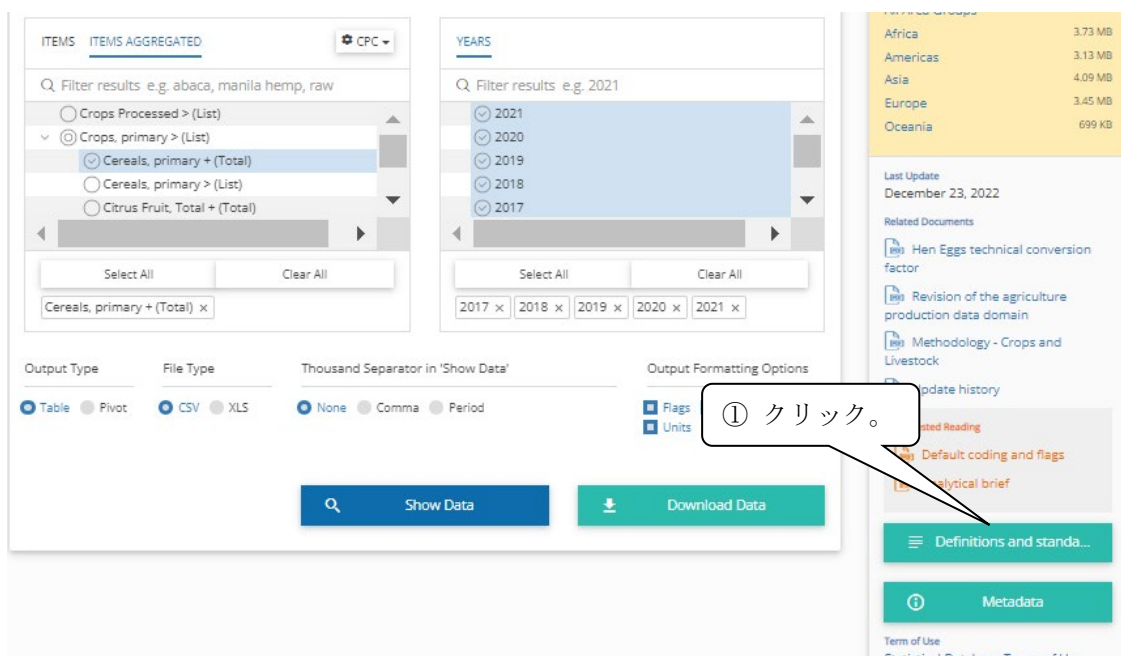 ITEMS ITEMS AGGREGATED CPC
Filter results e.g. abaca, manila hemp, raw
Crops Processed > (List)
Crops, primary > (List)
Cereals, primary + (Total)
Cereals, primary > (List)
Citrus Fruit, Total + (Total)
Select All Clear All
Cereals, primary + (Total) ×
YEARS
Filter results e.g. 2021
2021
2020
2019
2018
2017
Select All Clear All
2017 × 2018 × 2019 × 2020 × 2021 ×
Output Type
Table Pivot
File Type
CSV XLS
Thousand Separator in 'Show Data'
None Comma Period
Output Formatting Options
Flags
Units
① クリック。
Show Data
Download Data
Africa 3.73 MB
Americas 3.13 MB
Asia 4.09 MB
Europe 3.45 MB
Oceania 699 KB
Last Update
December 23, 2022
Related Documents
Hen Eggs technical conversion
factor
Revision of the agriculture
production data domain
Methodology - Crops and
Livestock
history
Reading
Default coding and flags
brief
Definitions and standa...
Metadata
Term of Use